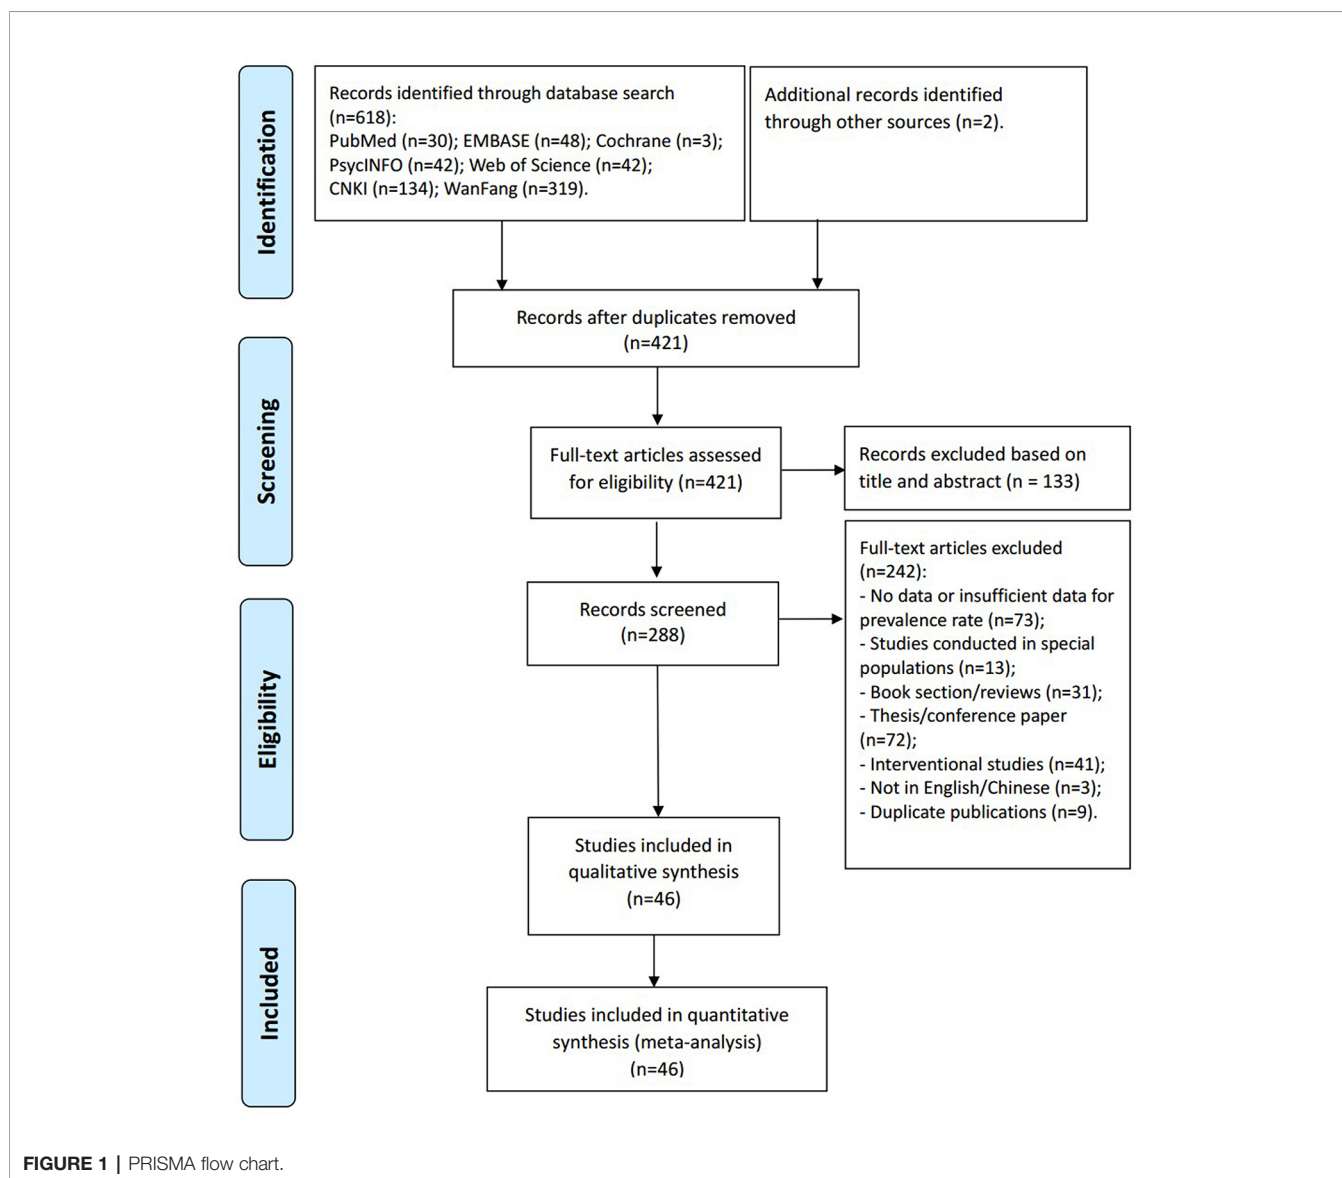 Identification
Records identified through database search
(n=618):
PubMed (n=30); EMBASE (n=48); Cochrane (n=3);
PsycINFO (n=42); Web of Science (n=42);
CNKI (n=134); WanFang (n=319).
Additional records identified
through other sources (n=2).
Records after duplicates removed
(n=421)
Screening
Full-text articles assessed
for eligibility (n=421)
Records excluded based on
title and abstract (n = 133)
Records screened
(n=288)
Full-text articles excluded
(n=242):
- No data or insufficient data for
prevalence rate (n=73);
- Studies conducted in special
populations (n=13);
- Book section/reviews (n=31);
- Thesis/conference paper
(n=72);
- Interventional studies (n=41);
- Not in English/Chinese (n=3);
- Duplicate publications (n=9).
Eligibility
Studies included in
qualitative synthesis
(n=46)
Included
Studies included in quantitative
synthesis (meta-analysis)
(n=46)
FIGURE 1 | PRISMA flow chart.